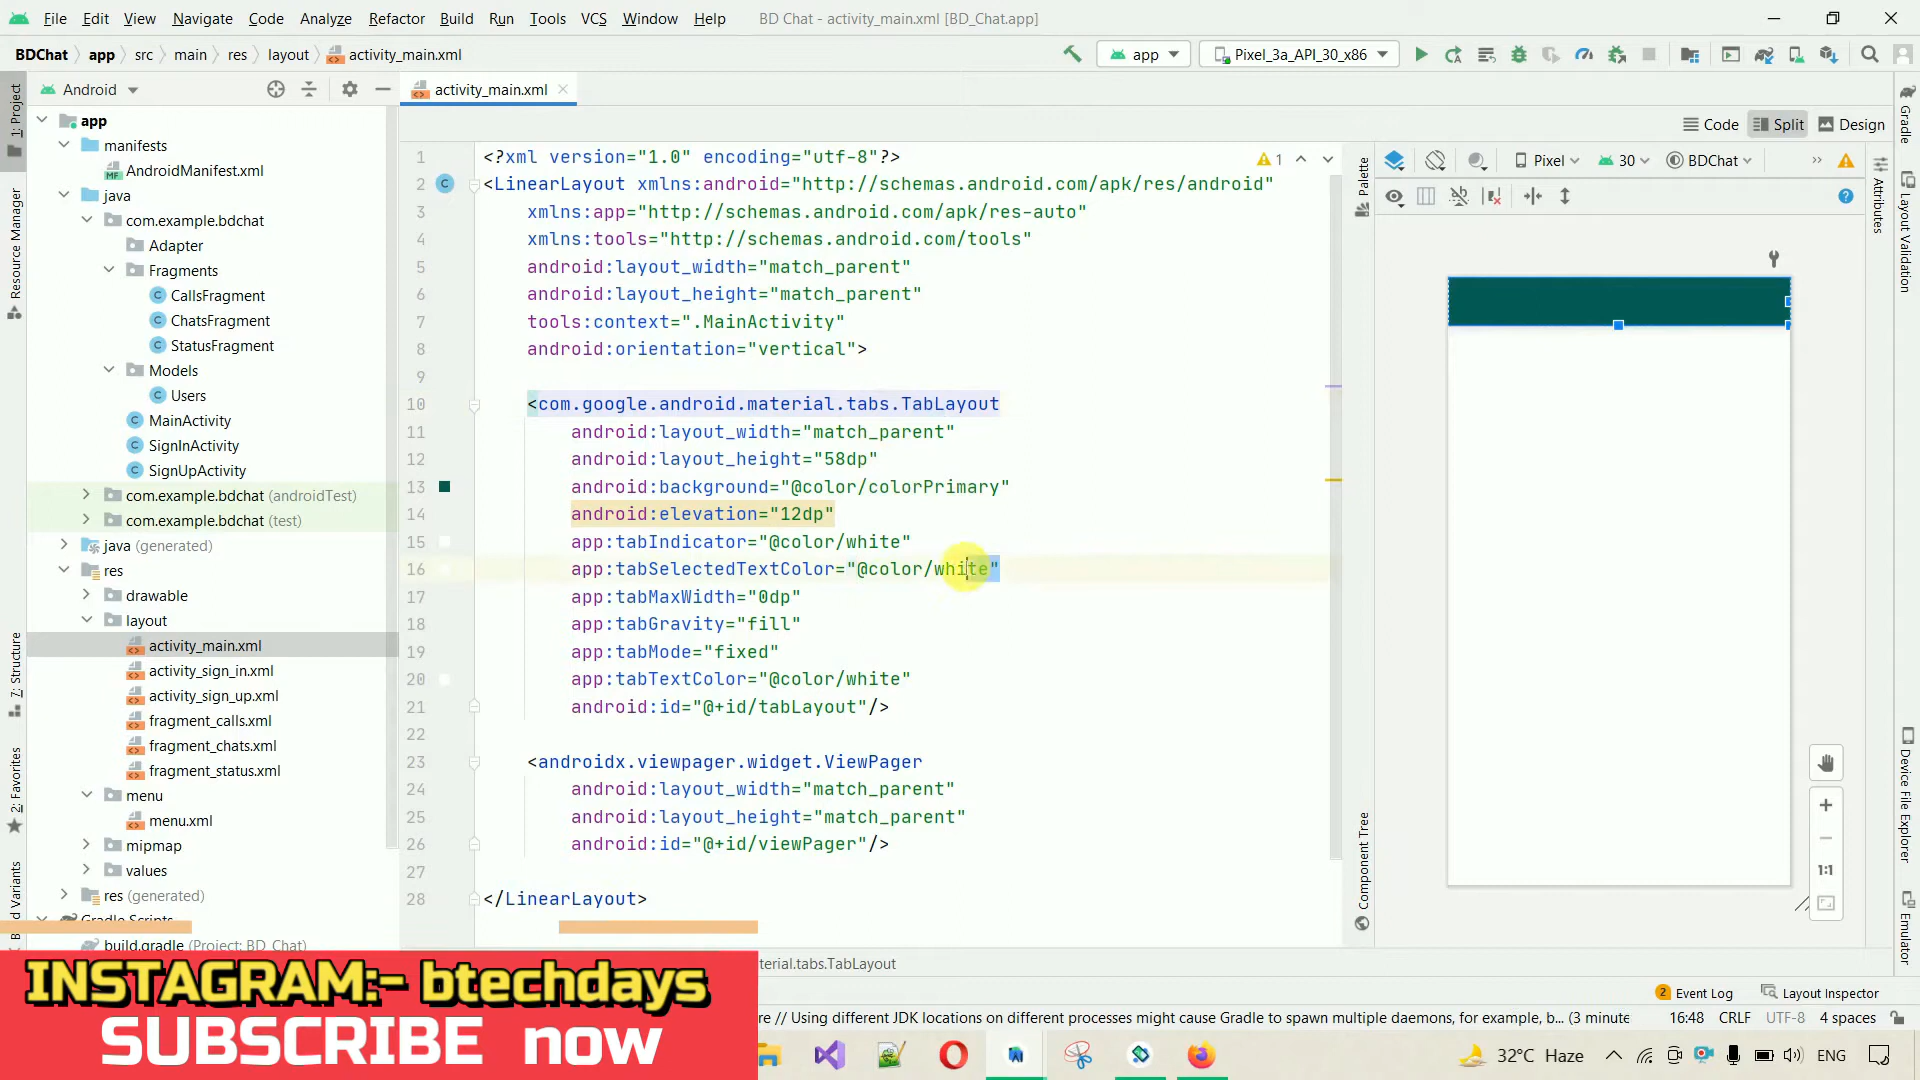 File Edit View Navigate Code Analyze Refactor Build Run Tools VCS Window Help BD Chat - activity_main.xml [BD_Chat.app]
BDChat app src main res layout activity_main.xml app Pixel_3a_API_30_x86
Android activity_main.xml
Code Split Design
Pixel 30 BDChat
app
manifests
AndroidManifest.xml
java
com.example.bdchat
Adapter
Fragments
CallsFragment
ChatsFragment
StatusFragment
Models
Users
MainActivity
SignInActivity
SignUpActivity
com.example.bdchat (androidTest)
com.example.bdchat (test)
java (generated)
res
drawable
layout
activity_main.xml
activity_sign_in.xml
activity_sign_up.xml
fragment_calls.xml
fragment_chats.xml
fragment_status.xml
menu
menu.xml
mipmap
values
res (generated)
Gradle Scripts
build.gradle (Project: BD_Chat)
1: Project
Resource Manager
7: Structure
2: Favorites
1 <?xml version="1.0" encoding="utf-8"?>
2 <LinearLayout xmlns:android="http://schemas.android.com/apk/res/android"
3 xmlns:app="http://schemas.android.com/apk/res-auto"
4 xmlns:tools="http://schemas.android.com/tools"
5 android:layout_width="match_parent"
6 android:layout_height="match_parent"
7 tools:context=".MainActivity"
8 android:orientation="vertical">
9
10 <com.google.android.material.tabs.TabLayout
11 android:layout_width="match_parent"
12 android:layout_height="58dp"
13 android:background="@color/colorPrimary"
14 android:elevation="12dp"
15 app:tabIndicator="@color/white"
16 app:tabSelectedTextColor="@color/white"
17 app:tabMaxWidth="0dp"
18 app:tabGravity="fill"
19 app:tabMode="fixed"
20 app:tabTextColor="@color/white"
21 android:id="@+id/tabLayout"/>
22
23 <androidx.viewpager.widget.ViewPager
24 android:layout_width="match_parent"
25 android:layout_height="match_parent"
26 android:id="@+id/viewPager"/>
27
28 </LinearLayout>
1
Palette
Component Tree
1:1
Gradle
Attributes
Layout Validation
Device File Explorer
Emulator
terial.tabs.TabLayout
2 Event Log Layout Inspector
re // Using different JDK locations on different processes might cause Gradle to spawn multiple daemons, for example, b... (3 minute 16:48 CRLF UTF-8 4 spaces
INSTAGRAM:- btechdays
SUBSCRIBE now
32°C Haze ENG